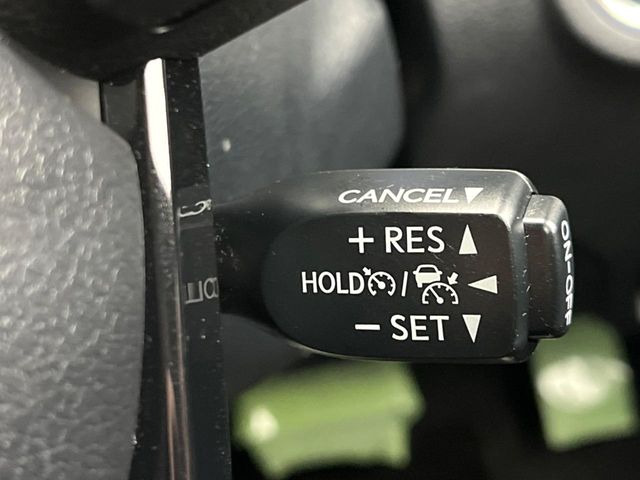 CANCEL▼
+ RES ▲
HOLD / ◀
− SET ▼
ON-OFF